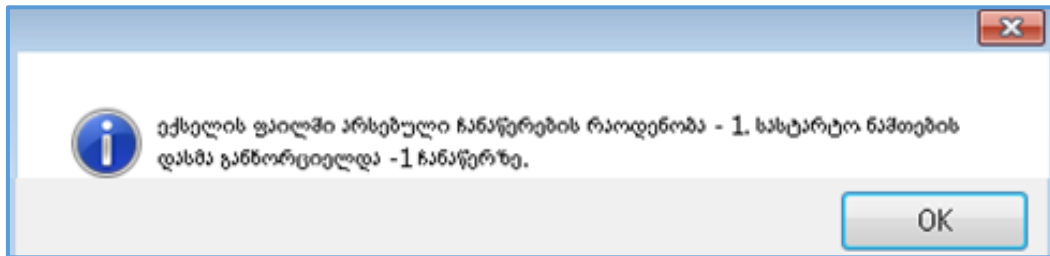 ექსელის ფაილში არსებული ჩანაწერების რაოდენობა - 1. სასტარტო ნაშთების
დასმა განხორციელდა -1 ჩანაწერზე.
OK